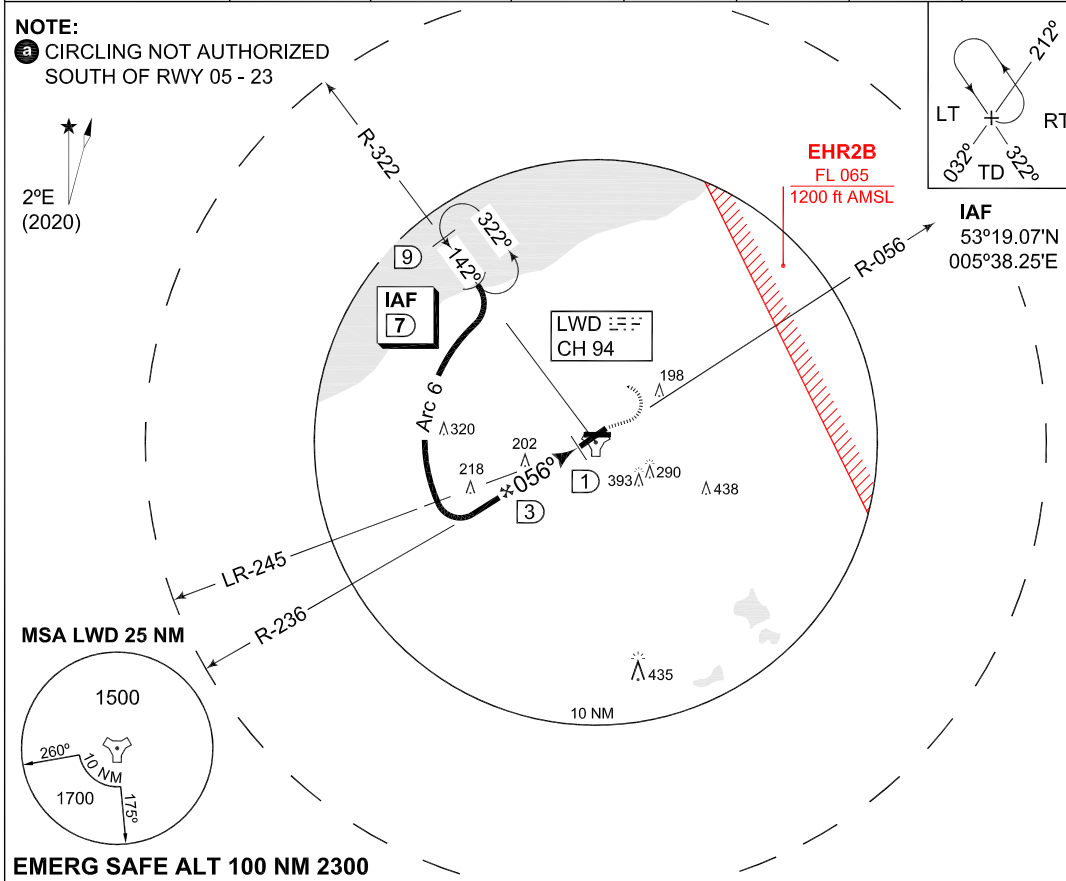 NOTE:
a CIRCLING NOT AUTHORIZED
SOUTH OF RWY 05 - 23
2ºE
(2020)
R-322
212º
LT
RT
032º
TD
322º
EHR2B
FL 065
1200 ft AMSL
IAF
53º19.07'N
005º38.25'E
R-056
9
322º
142º
IAF
7
LWD
CH 94
Arc 6
198
320
202
218
056º
1
3
393
290
438
LR-245
R-236
435
10 NM
MSA LWD 25 NM
1500
260º
10 NM
1700
175º
EMERG SAFE ALT 100 NM 2300